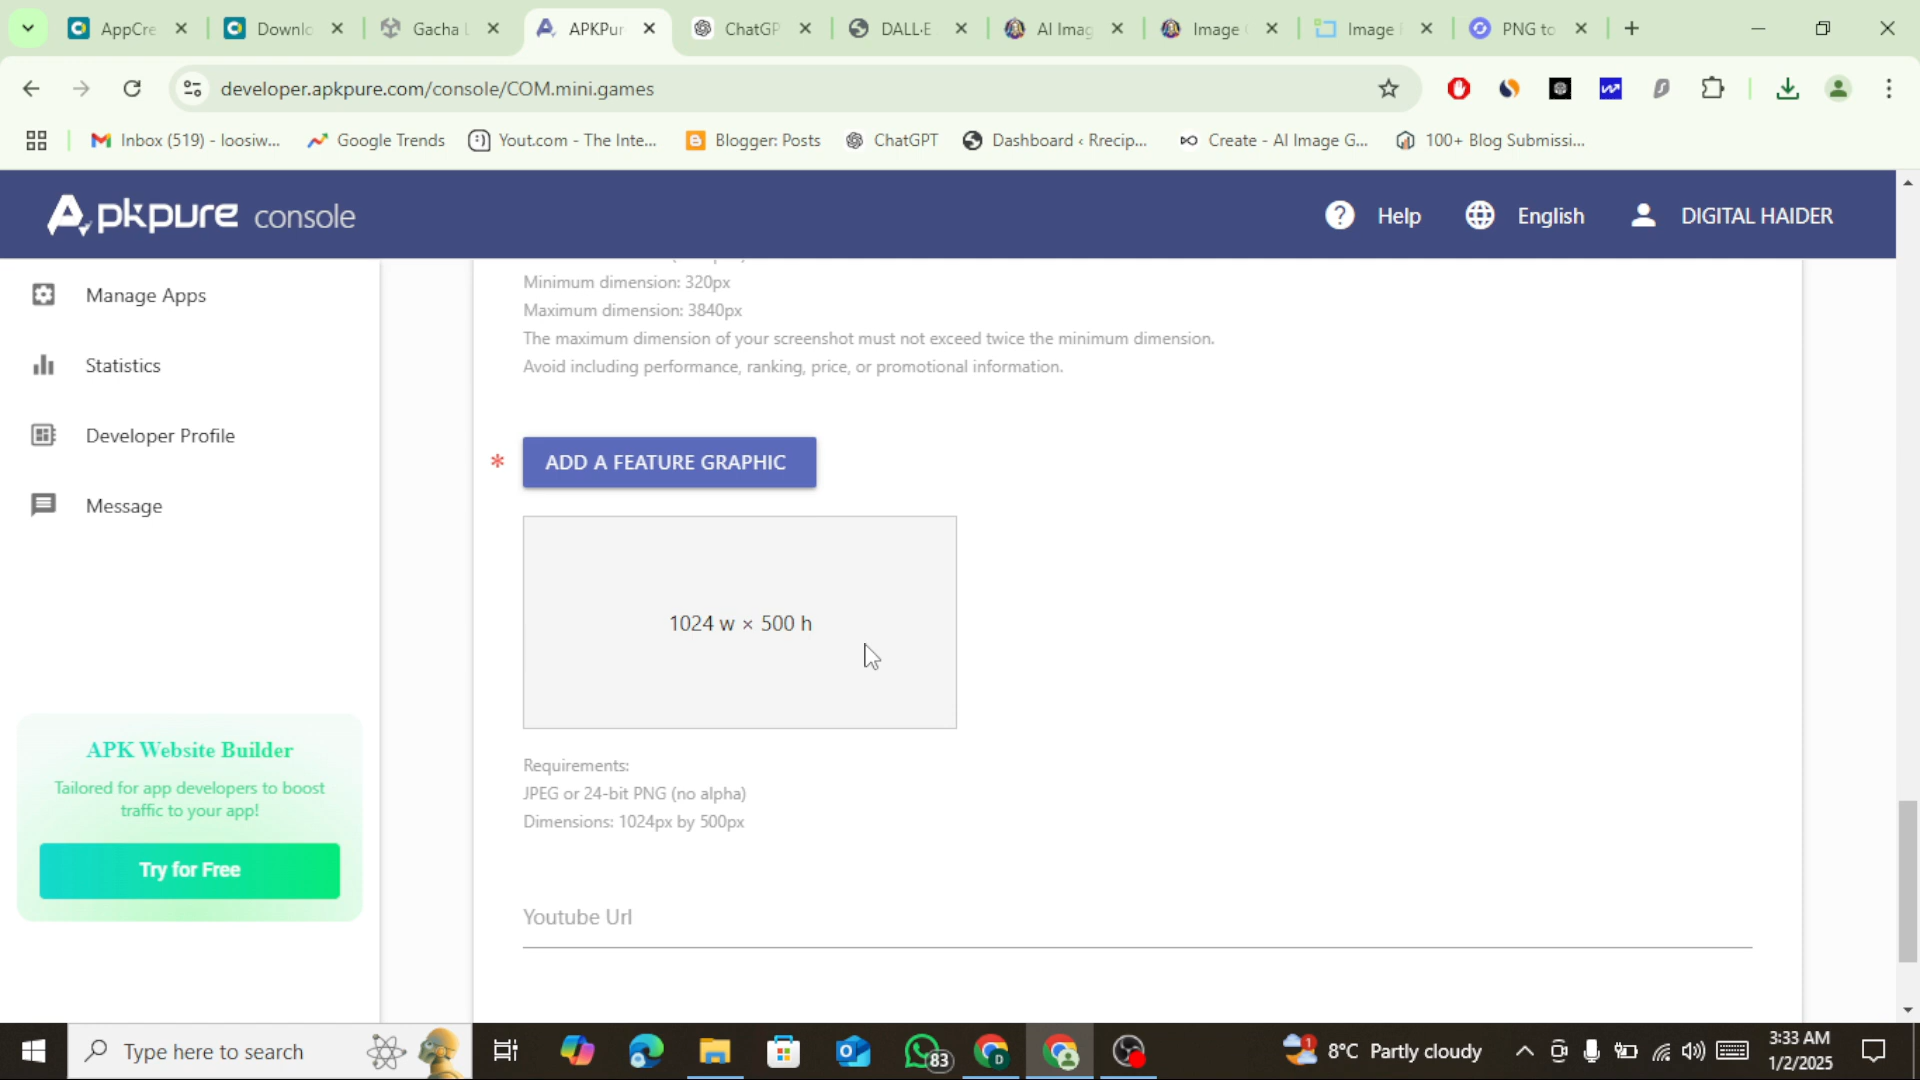 AppCre
Downlo
Gacha L
APKPur
ChatGP
DALL·E
AI Imag
Image
Image
PNG to
developer.apkpure.com/console/COM.mini.games
Inbox (519) - loosiw...
Google Trends
Yout.com - The Inte...
Blogger: Posts
ChatGPT
Dashboard ‹ Rrecip...
Create - AI Image G...
100+ Blog Submissi...
Apkpure console
Help
English
DIGITAL HAIDER
Manage Apps
Statistics
Developer Profile
Message
APK Website Builder
Tailored for app developers to boost
traffic to your app!
Try for Free
Minimum dimension: 320px
Maximum dimension: 3840px
The maximum dimension of your screenshot must not exceed twice the minimum dimension.
Avoid including performance, ranking, price, or promotional information.
* ADD A FEATURE GRAPHIC
1024 w × 500 h
Requirements:
JPEG or 24-bit PNG (no alpha)
Dimensions: 1024px by 500px
Youtube Url
Type here to search
83
1
8°C Partly cloudy
3:33 AM
1/2/2025